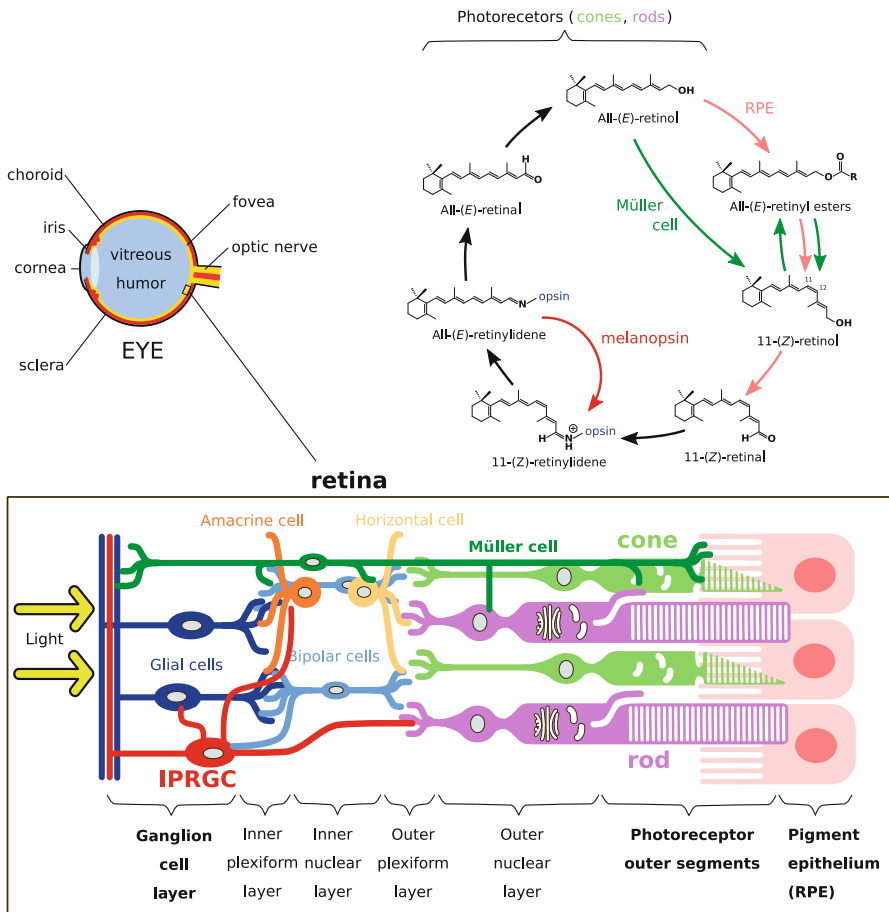 Photorecetors (cones, rods)
OH
All-(E)-retinol
RPE
H
O
All-(E)-retinal
O
O
R
All-(E)-retinyl esters
Müller
cell
choroid
iris
cornea
sclera
vitreous
humor
fovea
optic nerve
EYE
N
opsin
All-(E)-retinylidene
melanopsin
11
12
OH
11-(Z)-retinol
H
N
H
⊕
opsin
11-(Z)-retinylidene
H
O
11-(Z)-retinal
retina
Amacrine cell
Horizontal cell
Müller cell
cone
Light
Glial cells
Bipolar cells
IPRGC
rod
Ganglion
cell
layer
Inner
plexiform
layer
Inner
nuclear
layer
Outer
plexiform
layer
Outer
nuclear
layer
Photoreceptor
outer segments
Pigment
epithelium
(RPE)